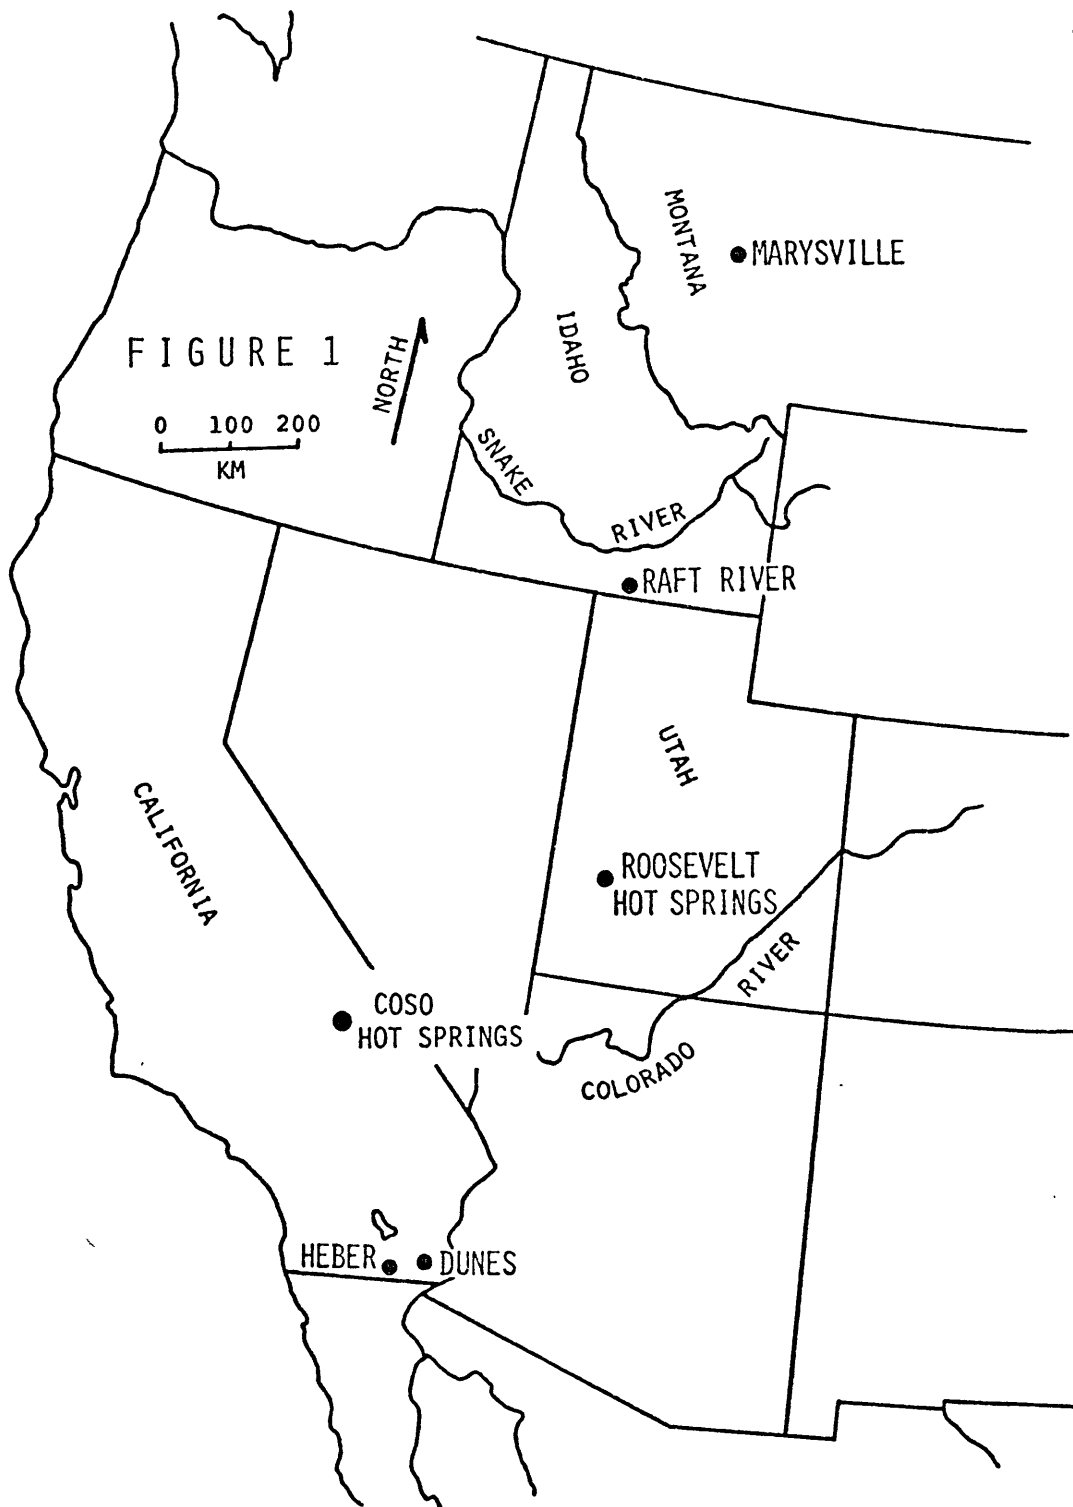 MONTANA
MARYSVILLE
IDAHO
FIGURE 1
NORTH
0 100 200
KM
SNAKE
RIVER
RAFT RIVER
UTAH
CALIFORNIA
ROOSEVELT
HOT SPRINGS
RIVER
COSO
HOT SPRINGS
COLORADO
HEBER
DUNES